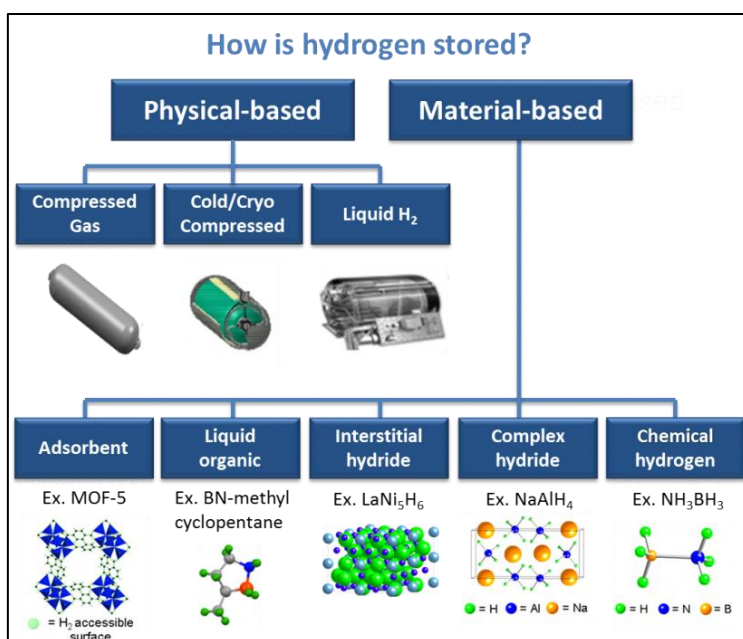 How is hydrogen stored?
Physical-based
Material-based
Compressed
Gas
Cold/Cryo
Compressed
Liquid H₂
Adsorbent
Liquid
organic
Interstitial
hydride
Complex
hydride
Chemical
hydrogen
Ex. MOF-5
Ex. BN-methyl
cyclopentane
Ex. LaNi₅H₆
Ex. NaAlH₄
Ex. NH₃BH₃
= H₂ accessible
surface
= H = Al = Na
= H = N = B